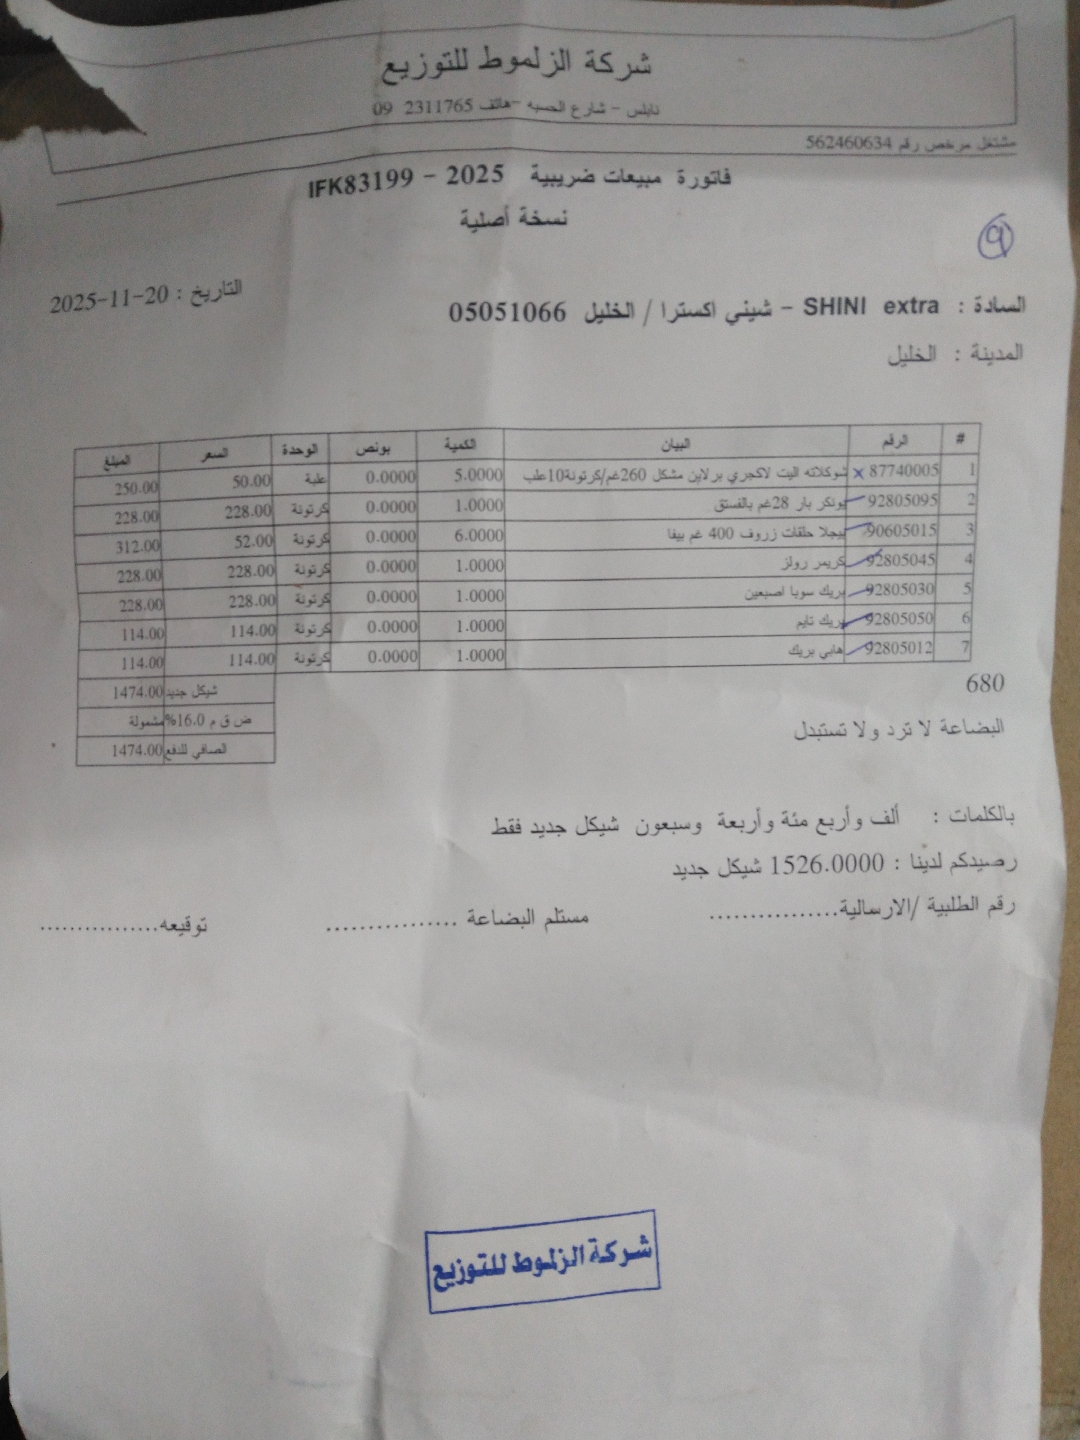 شركة الزلموط للتوزيع
نابلس - شارع الحسبه -هاتف 2311765 09
مشتغل مرخص رقم 562460634
فاتورة مبيعات ضريبية 2025 - IFK83199
نسخة أصلية
9
التاريخ : 20-11-2025
السادة : SHINI extra - شيني اكسترا / الخليل 05051066
المدينة : الخليل
# الرقم البيان الكمية بونص الوحدة السعر المبلغ
1 87740005 x شوكلاته اليت لاكجري برلاين مشكل 260غم/كرتونة10علب 5.0000 0.0000 علبة 50.00 250.00
2 92805095 يونكر بار 28غم بالفستق 1.0000 0.0000 كرتونة 228.00 228.00
3 90605015 بيجلا حلقات زروف 400 غم بيفا 6.0000 0.0000 كرتونة 52.00 312.00
4 92805045 كريمر رولز 1.0000 0.0000 كرتونة 228.00 228.00
5 92805030 بريك سوبا اصبعين 1.0000 0.0000 كرتونة 228.00 228.00
6 92805050 بريك تايم 1.0000 0.0000 كرتونة 114.00 114.00
7 92805012 هابي بريك 1.0000 0.0000 كرتونة 114.00 114.00
شيكل جديد 1474.00
ض ق م 16.0% مشمولة
الصافي للدفع 1474.00
680
البضاعة لا ترد ولا تستبدل
بالكلمات : ألف وأربع مئة وأربعة وسبعون شيكل جديد فقط
رصيدكم لدينا : 1526.0000 شيكل جديد
رقم الطلبية /الارسالية................ مستلم البضاعة ................ توقيعه................
شركة الزلموط للتوزيع